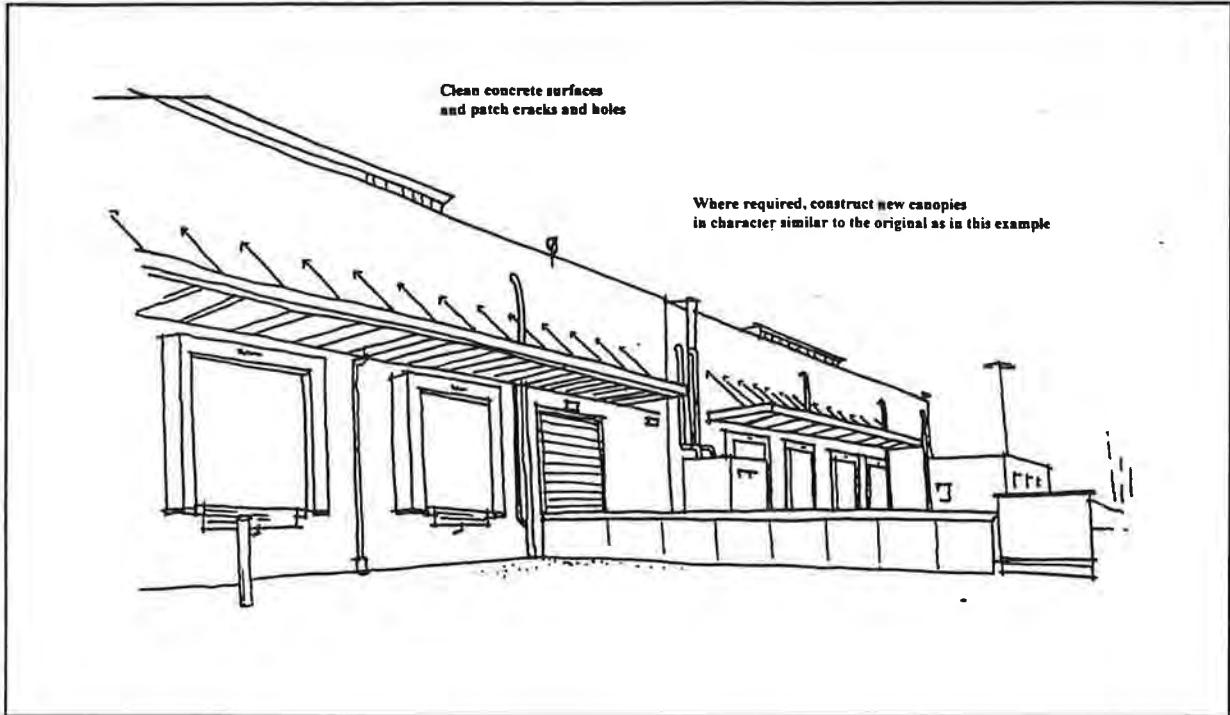 Clean concrete surfaces
and patch cracks and holes
Where required, construct new canopies
in character similar to the original as in this example